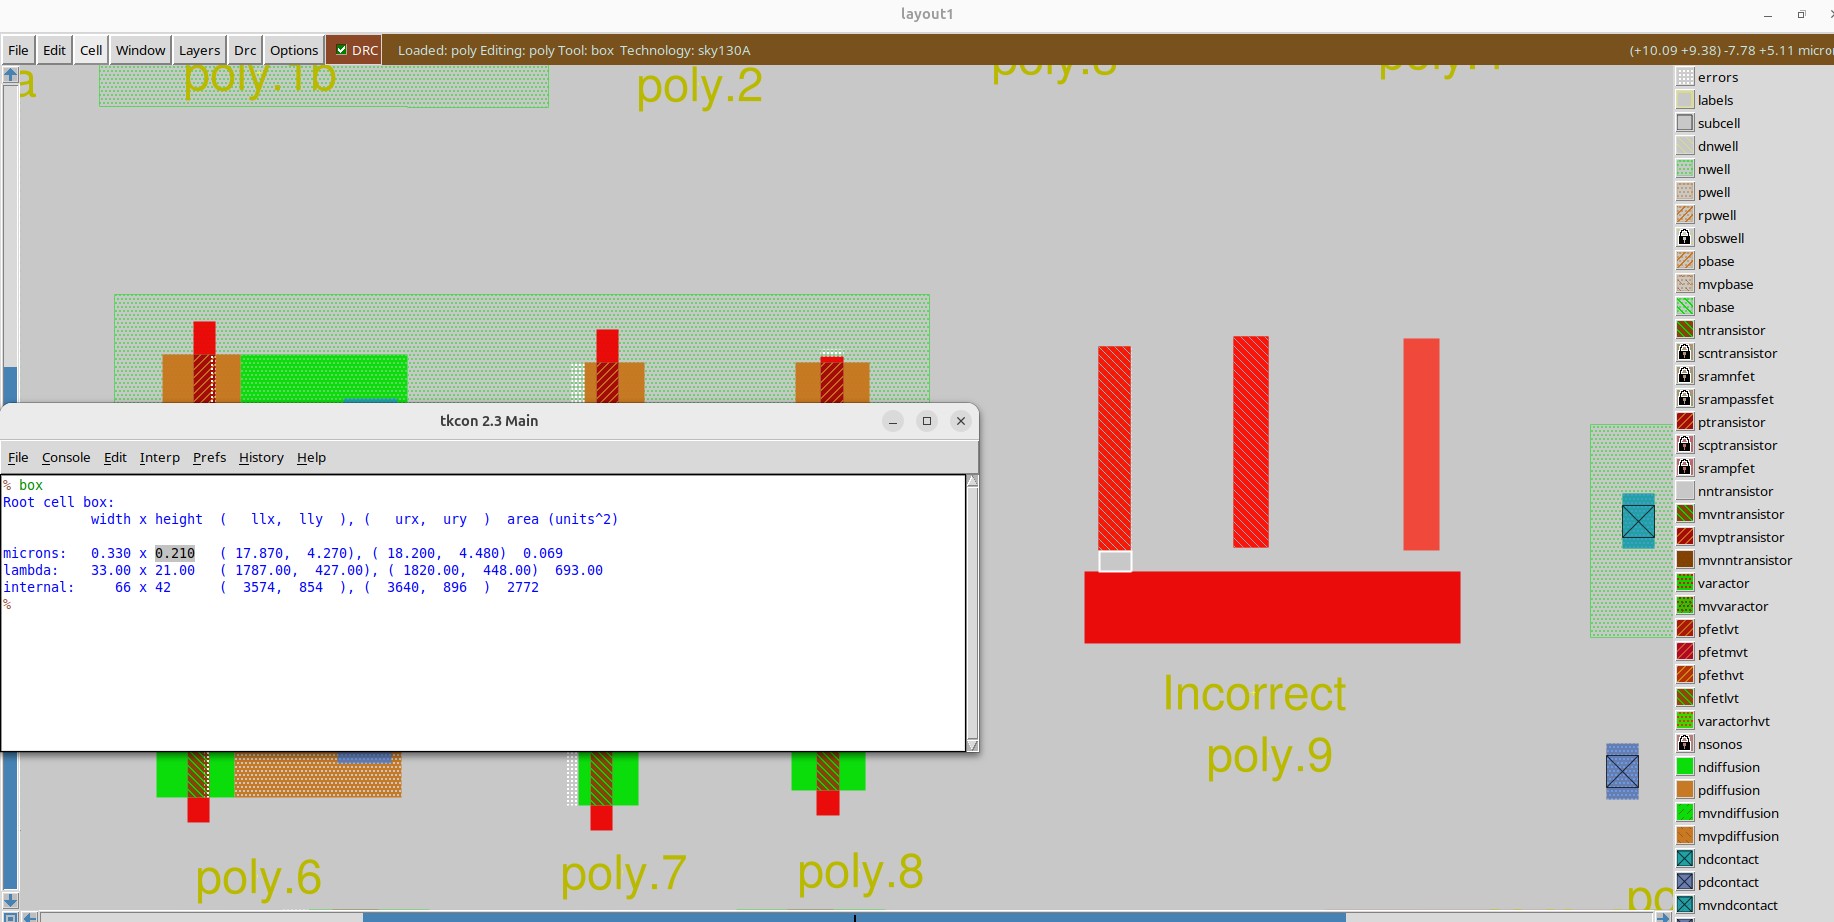 layout1
File Edit Cell Window Layers Drc Options DRC Loaded: poly Editing: poly Tool: box Technology: sky130A (+10.09 +9.38) -7.78 +5.11 micro
a
poly.1b
poly.2
errors
labels
subcell
dnwell
nwell
pwell
rpwell
obswell
pbase
mvpbase
nbase
ntransistor
scntransistor
sramnfet
srampassfet
ptransistor
scptransistor
srampfet
nntransistor
mvntransistor
mvptransistor
mvnntransistor
varactor
mvvaractor
pfetlvt
pfetmvt
pfethvt
nfetlvt
varactorhvt
nsonos
ndiffusion
pdiffusion
mvndiffusion
mvpdiffusion
ndcontact
pdcontact
mvndcontact
tkcon 2.3 Main
File Console Edit Interp Prefs History Help
% box
Root cell box:
width x height ( llx, lly ), ( urx, ury ) area (units^2)
microns: 0.330 x 0.210 ( 17.870, 4.270), ( 18.200, 4.480) 0.069
lambda: 33.00 x 21.00 ( 1787.00, 427.00), ( 1820.00, 448.00) 693.00
internal: 66 x 42 ( 3574, 854 ), ( 3640, 896 ) 2772
%
Incorrect
poly.9
poly.6
poly.7
poly.8
po